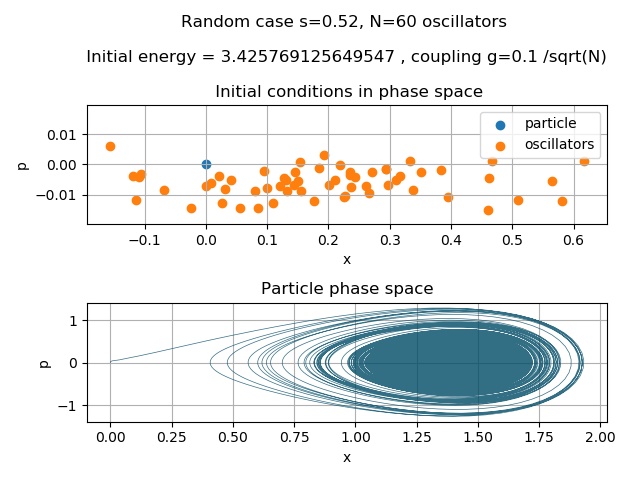 Random case s=0.52, N=60 oscillators
Initial energy = 3.425769125649547 , coupling g=0.1 /sqrt(N)
Initial conditions in phase space
particle
oscillators
0.01
0.00
−0.01
p
−0.1 0.0 0.1 0.2 0.3 0.4 0.5 0.6
x
Particle phase space
1
0
−1
p
0.00 0.25 0.50 0.75 1.00 1.25 1.50 1.75 2.00
x